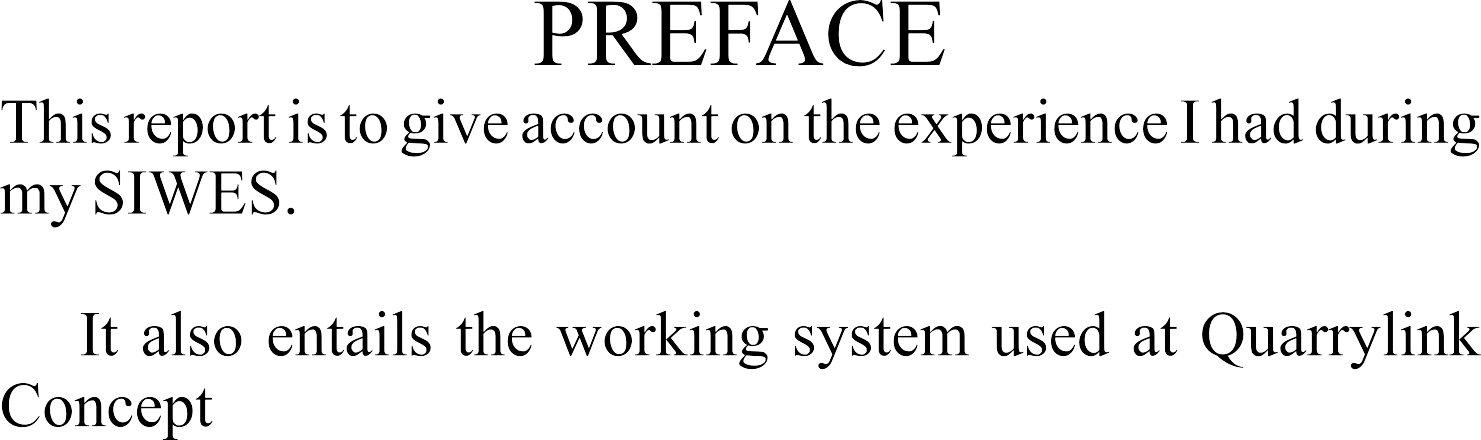 PREFACE
This report is to give account on the experience I had during
my SIWES.
It also entails the working system used at Quarrylink
Concept